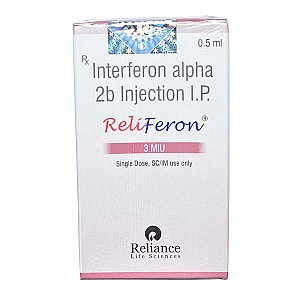 0.5 ml
Rx Interferon alpha
2b Injection I.P.
ReliFeron®
3 MIU
Single Dose, SC/IM use only
Reliance
Life Sciences